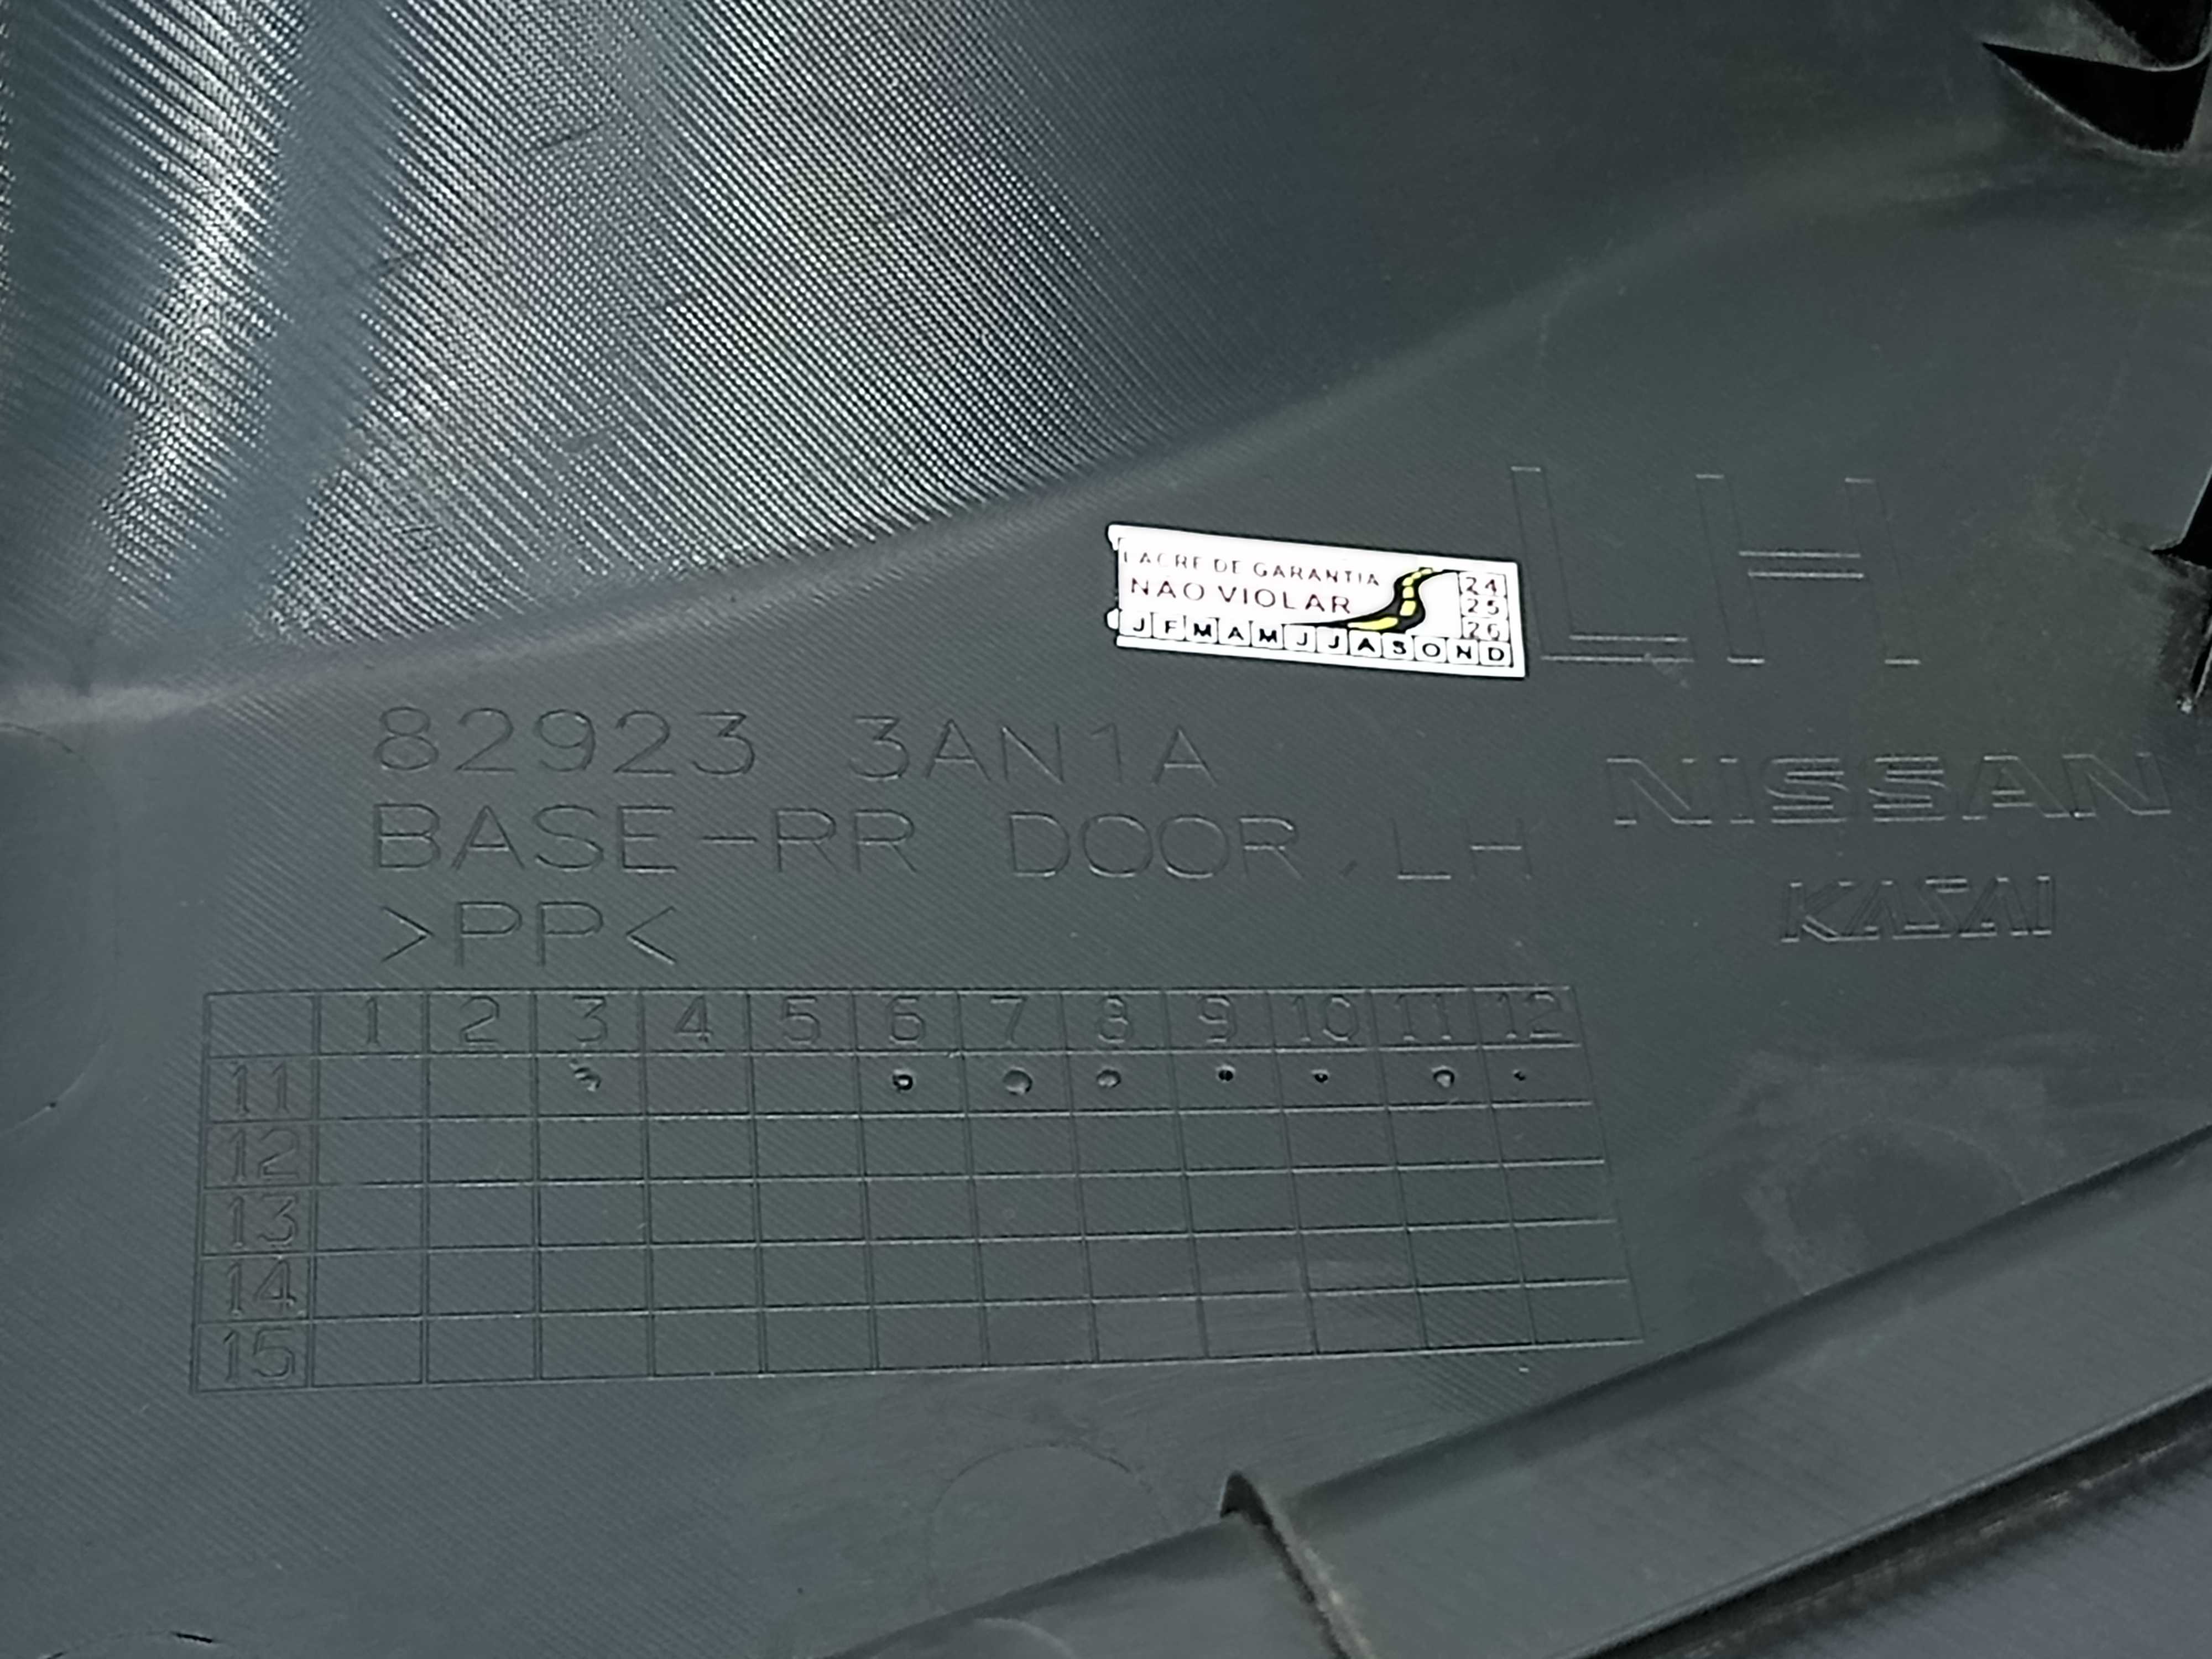 LACRE DE GARANTIA
NAO VIOLAR
24
25
26
J F M A M J J A S O N D
LH
82923 3AN1A
BASE-RR DOOR, LH
>PP<
NISSAN
KASAI
1 2 3 4 5 6 7 8 9 10 11 12
11
12
13
14
15